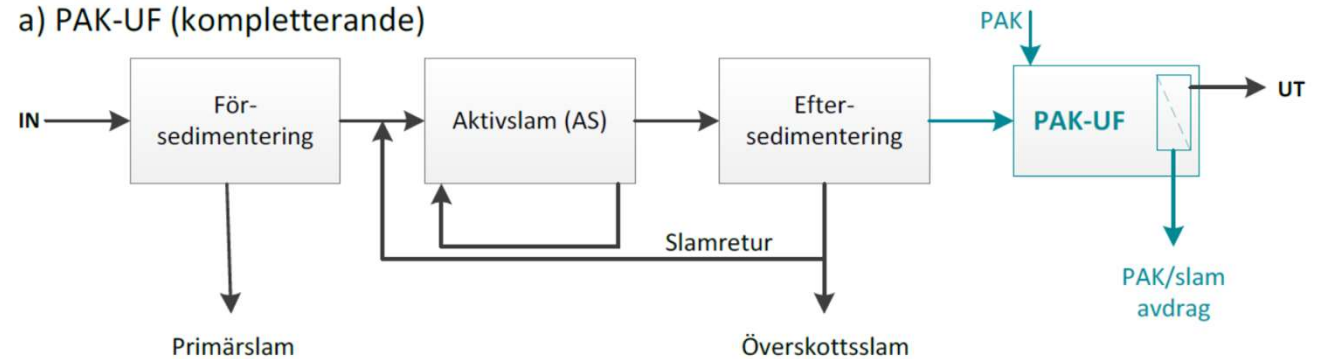 a) PAK-UF (kompletterande)
PAK
IN
För-
sedimentering
Aktivslam (AS)
Efter-
sedimentering
PAK-UF
UT
Slamretur
PAK/slam
avdrag
Primärslam
Överskottsslam